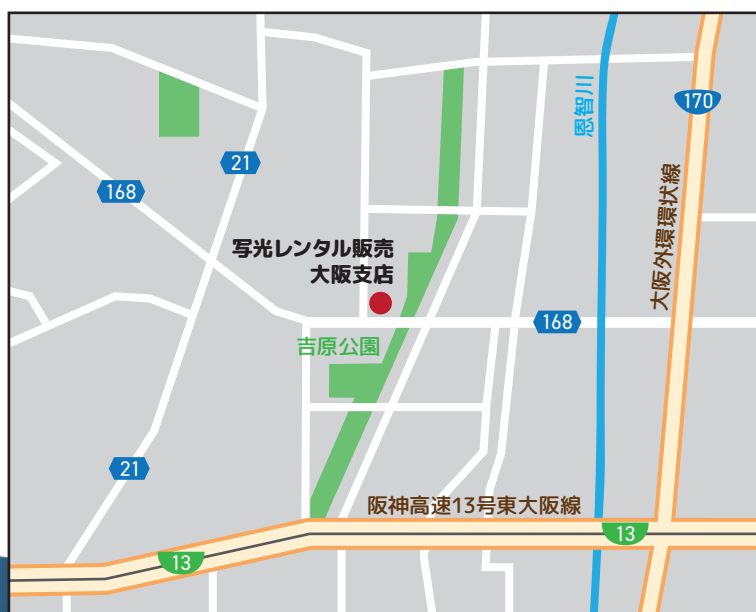 170
恩智川
21
168
大阪外環環状線
写光レンタル販売
大阪支店
168
吉原公園
21
阪神高速13号東大阪線
13
13